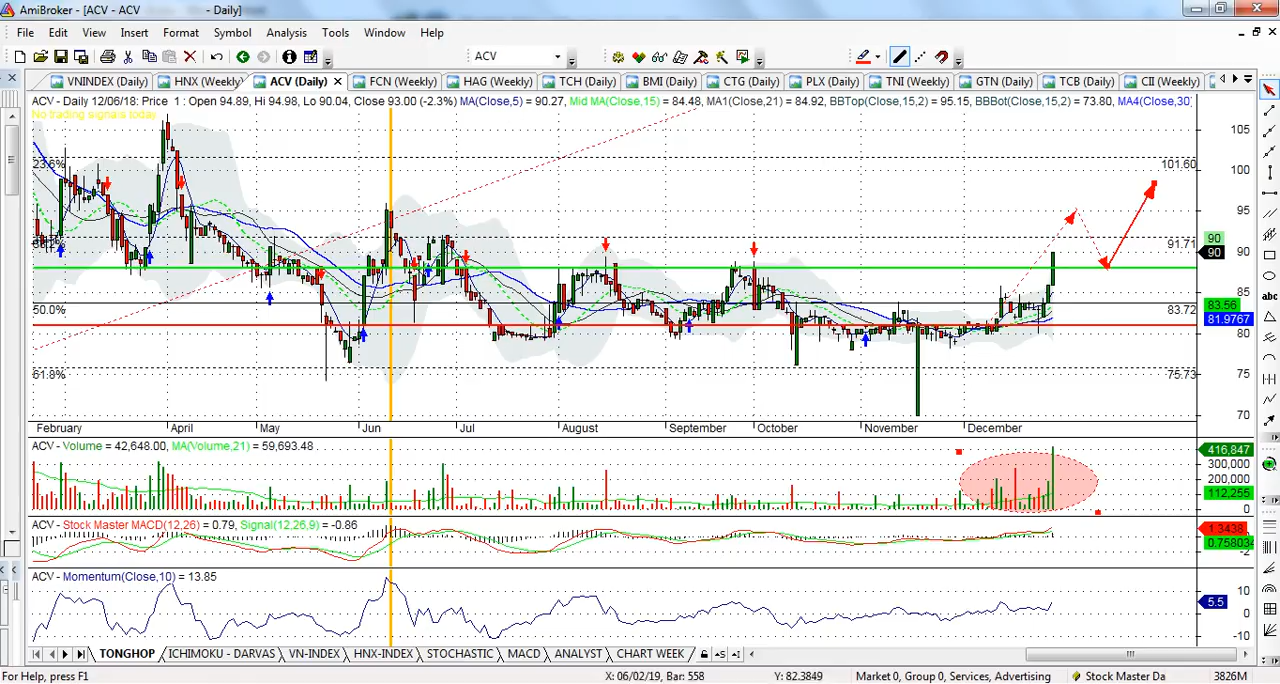 AmiBroker - [ACV - ACV - Daily]
File Edit View Insert Format Symbol Analysis Tools Window Help
ACV
VNINDEX (Daily) HNX (Weekly) ACV (Daily) FCN (Weekly) HAG (Weekly) TCH (Daily) BMI (Daily) CTG (Daily) PLX (Daily) TNI (Weekly) GTN (Daily) TCB (Daily) CII (Weekly)
ACV - Daily 12/06/18: Price 1 : Open 94.89, Hi 94.98, Lo 90.04, Close 93.00 (-2.3%) MA(Close,5) = 90.27, Mid MA(Close,15) = 84.48, MA1(Close,21) = 84.92, BBTop(Close,15,2) = 95.15, BBBot(Close,15,2) = 73.80, MA4(Close,30)
No trading signals today
105
23.6% 101.60 100
95
91.71 90
90
85
50.0% 83.72 83.56
81.9767
80
61.8% 75.73 75
70
February April May Jun Jul August September October November December
ACV - Volume = 42,648.00, MA(Volume,21) = 59,693.48
416,847
300,000
200,000
112,255
0
ACV - Stock Master MACD(12,26) = 0.79, Signal(12,26,9) = -0.86
1.3438
0.758034
-2
ACV - Momentum(Close,10) = 13.85
10
5.5
0
-10
TONGHOP ICHIMOKU - DARVAS VN-INDEX HNX-INDEX STOCHASTIC MACD ANALYST CHART WEEK
For Help, press F1 X: 06/02/19, Bar: 558 Y: 82.3849 Market 0, Group 0, Services, Advertising Stock Master Da 3826M
abc